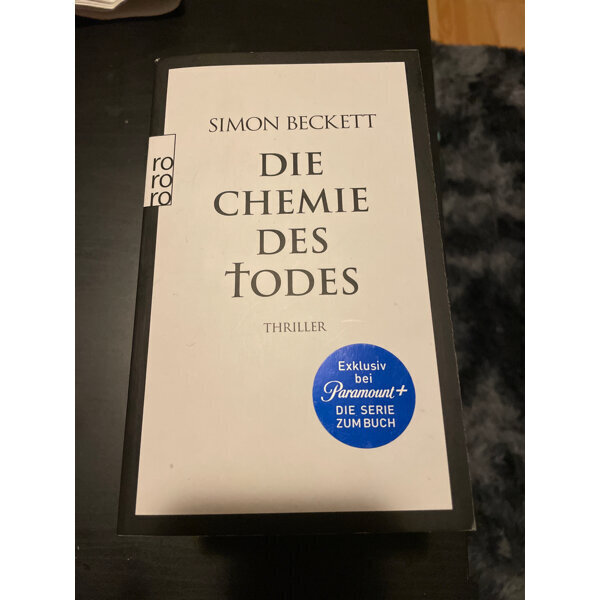 SIMON BECKETT
DIE
CHEMIE
DES
TODES
THRILLER
ro
ro
ro
Exklusiv
bei
Paramount+
DIE SERIE
ZUM BUCH